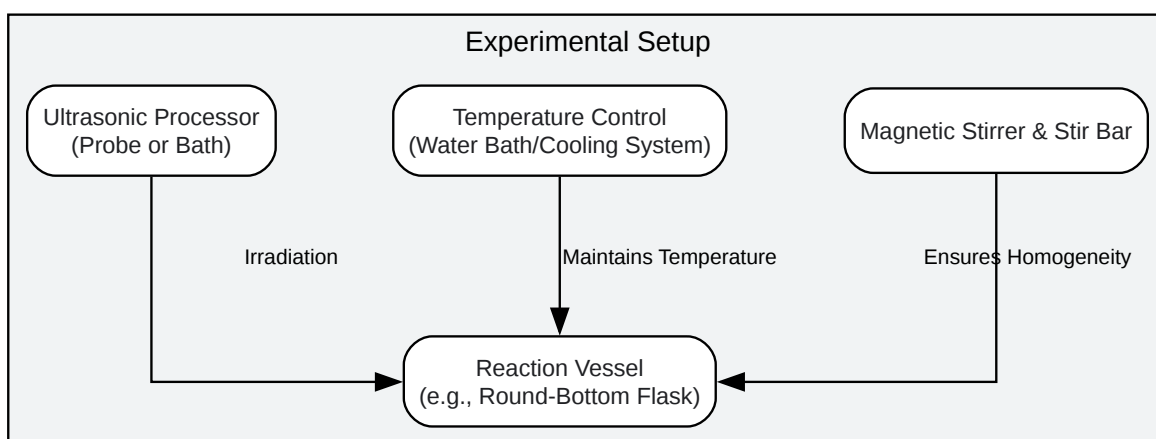 Experimental Setup
Ultrasonic Processor
(Probe or Bath)
Temperature Control
(Water Bath/Cooling System)
Magnetic Stirrer & Stir Bar
Irradiation
Maintains Temperature
Ensures Homogeneity
Reaction Vessel
(e.g., Round-Bottom Flask)